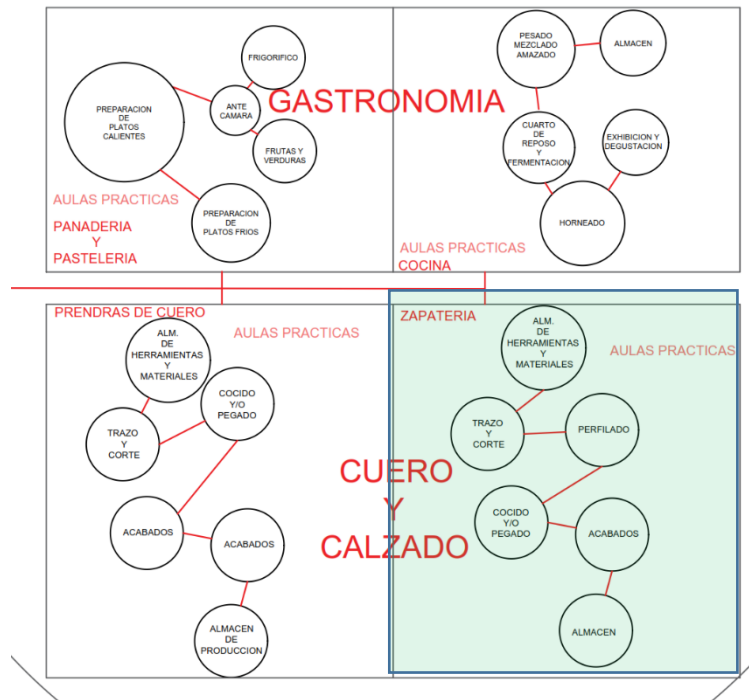 GASTRONOMIA
FRIGORIFICO
PREPARACION
DE
PLATOS
CALIENTES
ANTE
CAMARA
FRUTAS Y
VERDURAS
AULAS PRACTICAS
PREPARACION
DE
PLATOS FRIOS
PANADERIA
Y
PASTELERIA
PESADO
MEZCLADO
AMAZADO
ALMACEN
CUARTO
DE
REPOSO
Y
FERMENTACION
EXHIBICION Y
DEGUSTACION
HORNEADO
AULAS PRACTICAS
COCINA
CUERO
Y
CALZADO
PRENDRAS DE CUERO
AULAS PRACTICAS
ALM.
DE
HERRAMIENTAS
Y
MATERIALES
COCIDO
Y/O
PEGADO
TRAZO
Y
CORTE
ACABADOS
ACABADOS
ALMACEN
DE
PRODUCCION
ZAPATERIA
ALM.
DE
HERRAMIENTAS
Y
MATERIALES
AULAS PRACTICAS
TRAZO
Y
CORTE
PERFILADO
COCIDO
Y/O
PEGADO
ACABADOS
ALMACEN